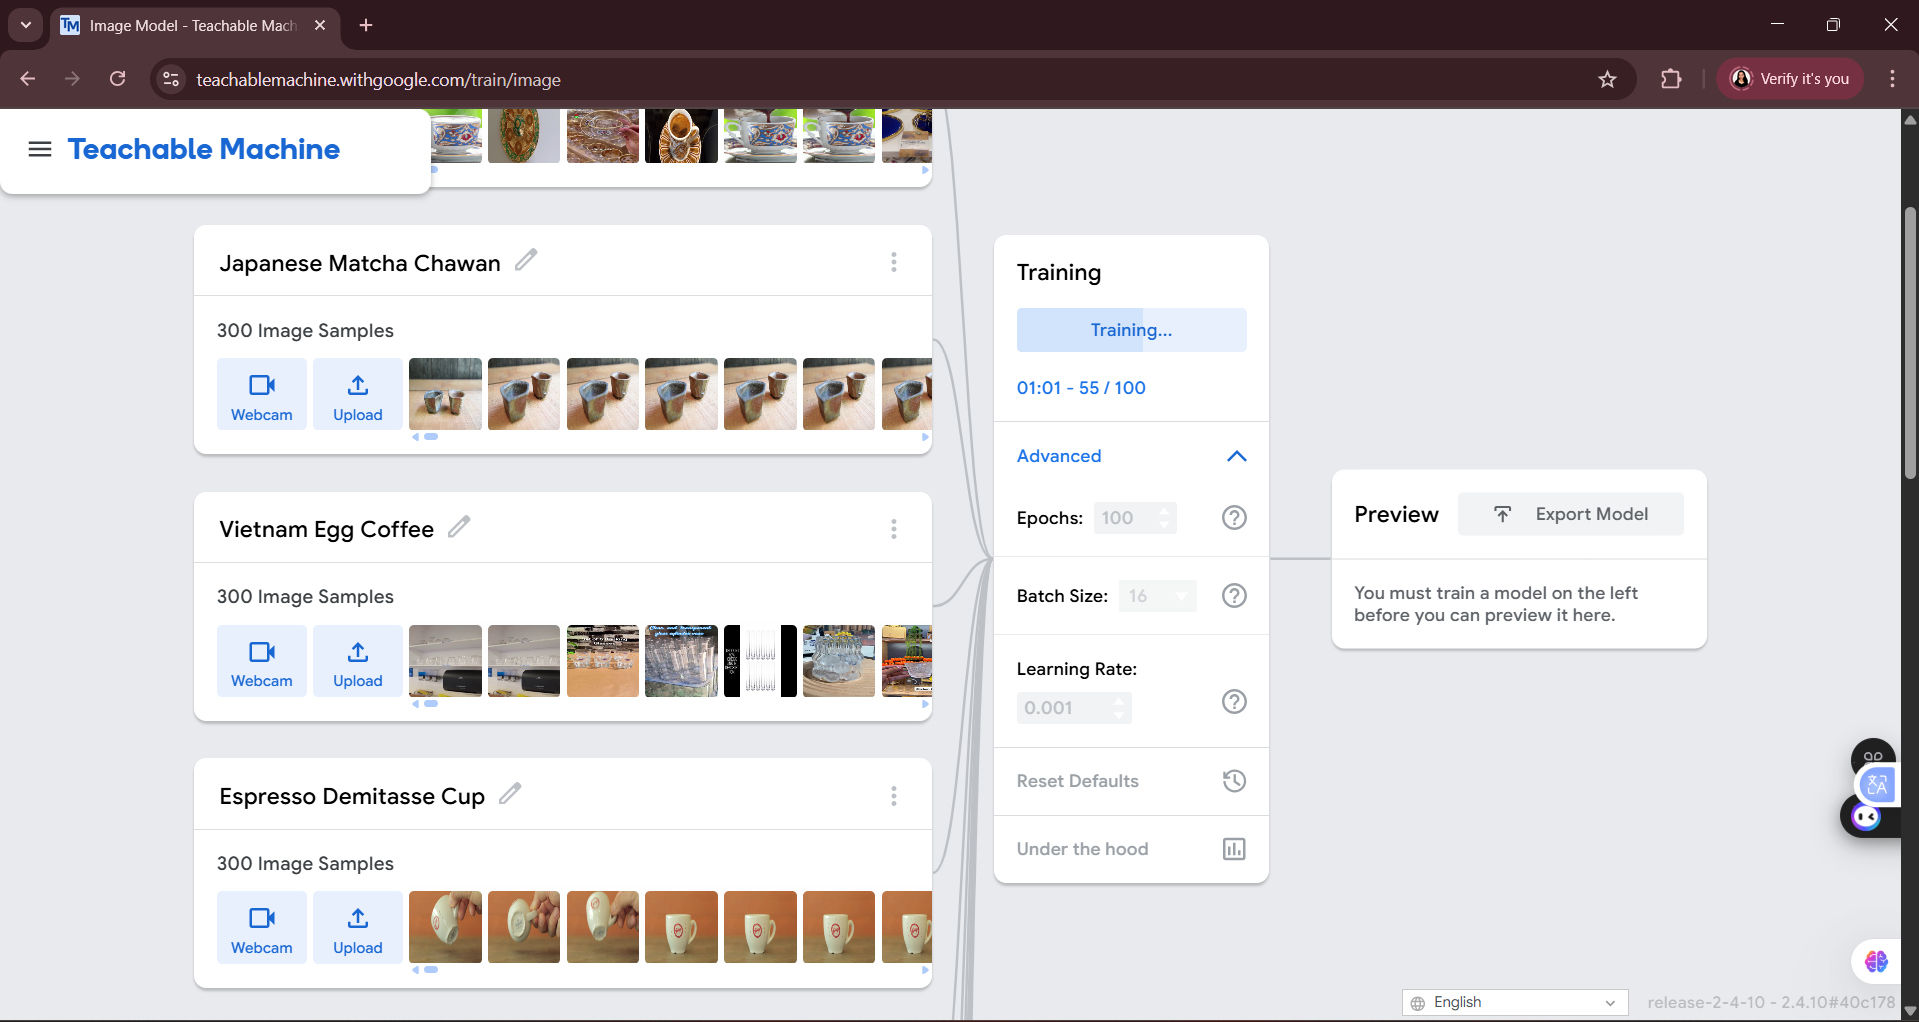 Image Model - Teachable Mach
teachablemachine.withgoogle.com/train/image
Verify it's you
Teachable Machine
Japanese Matcha Chawan
300 Image Samples
Webcam
Upload
Vietnam Egg Coffee
300 Image Samples
Webcam
Upload
Espresso Demitasse Cup
300 Image Samples
Webcam
Upload
Training
Training...
01:01 - 55 / 100
Advanced
Epochs: 100
Batch Size: 16
Learning Rate:
0.001
Reset Defaults
Under the hood
Preview
Export Model
You must train a model on the left
before you can preview it here.
English
release-2-4-10 - 2.4.10#40c178